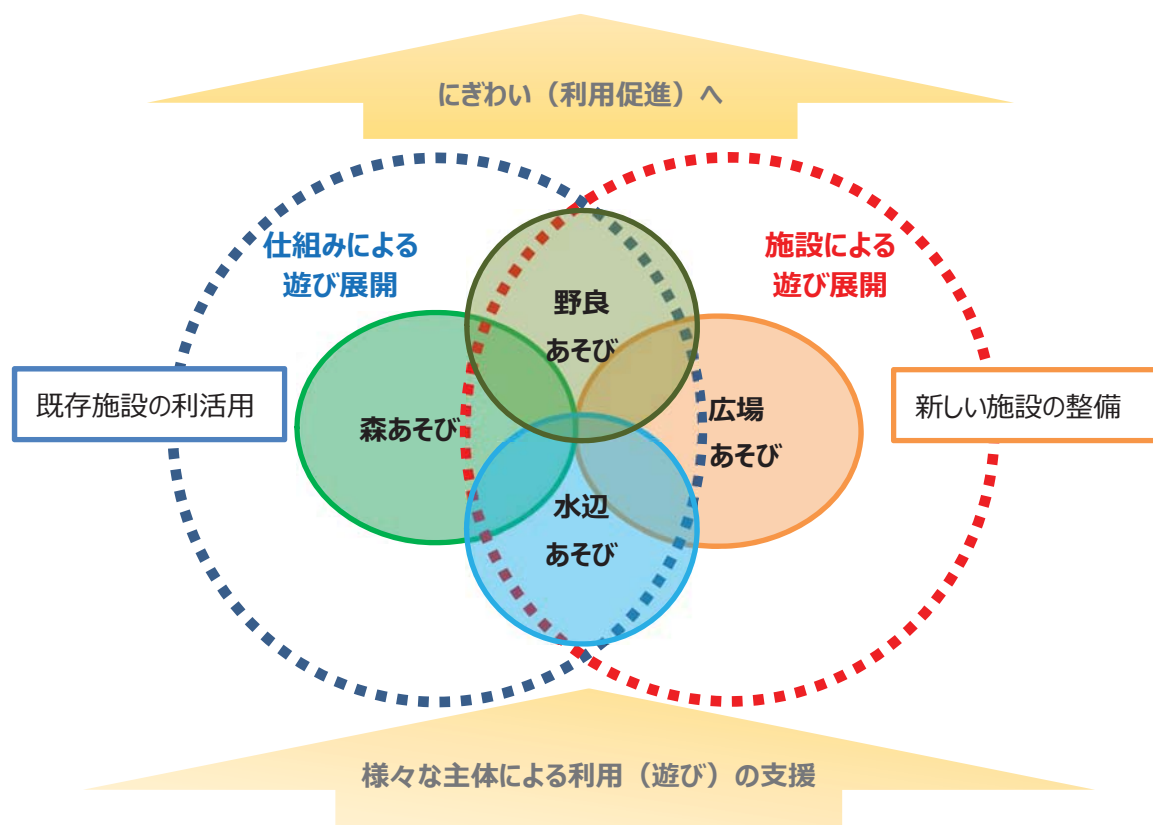 にぎわい（利用促進）へ
仕組みによる
遊び展開
施設による
遊び展開
野良
あそび
既存施設の利活用
森あそび
広場
あそび
新しい施設の整備
水辺
あそび
様々な主体による利用（遊び）の支援